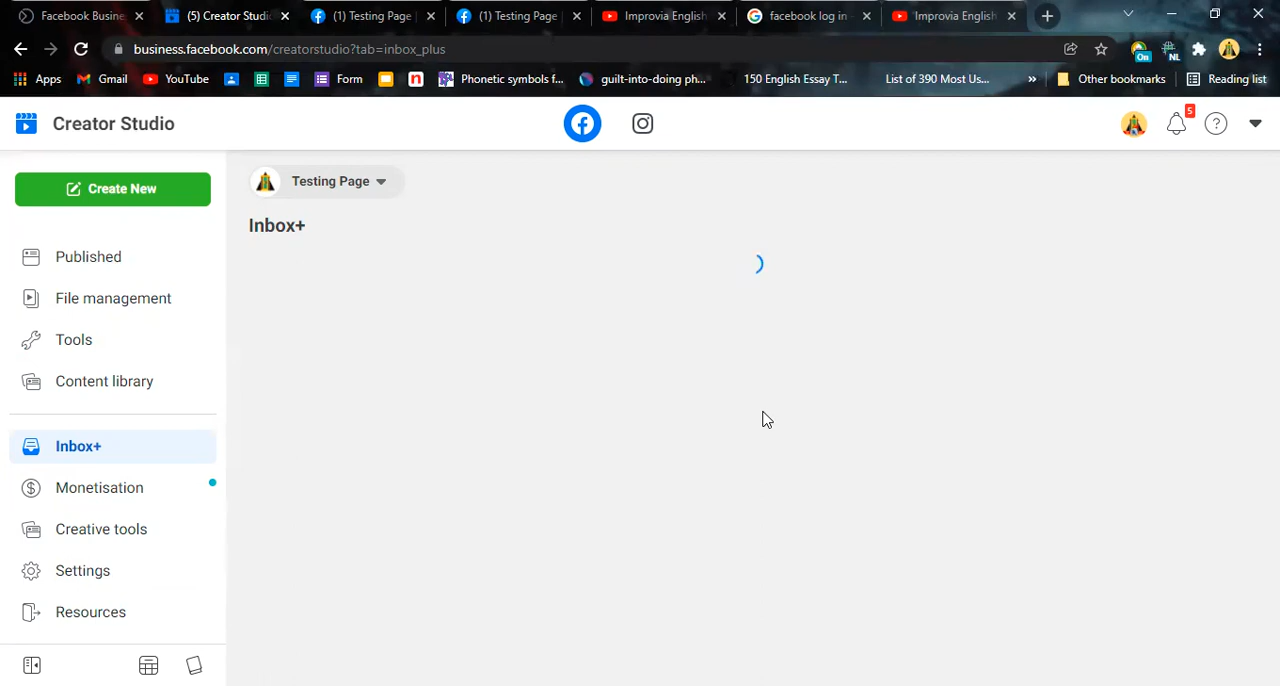 Facebook Busine
(5) Creator Studi
(1) Testing Page
(1) Testing Page
Improvia English
facebook log in
Improvia English
business.facebook.com/creatorstudio?tab=inbox_plus
On
NL
Apps
Gmail
YouTube
Form
n
Phonetic symbols f...
guilt-into-doing ph...
150 English Essay T...
List of 390 Most Us...
»
Other bookmarks
Reading list
Creator Studio
5
?
Create New
Testing Page
Inbox+
Published
File management
Tools
Content library
Inbox+
Monetisation
Creative tools
Settings
Resources